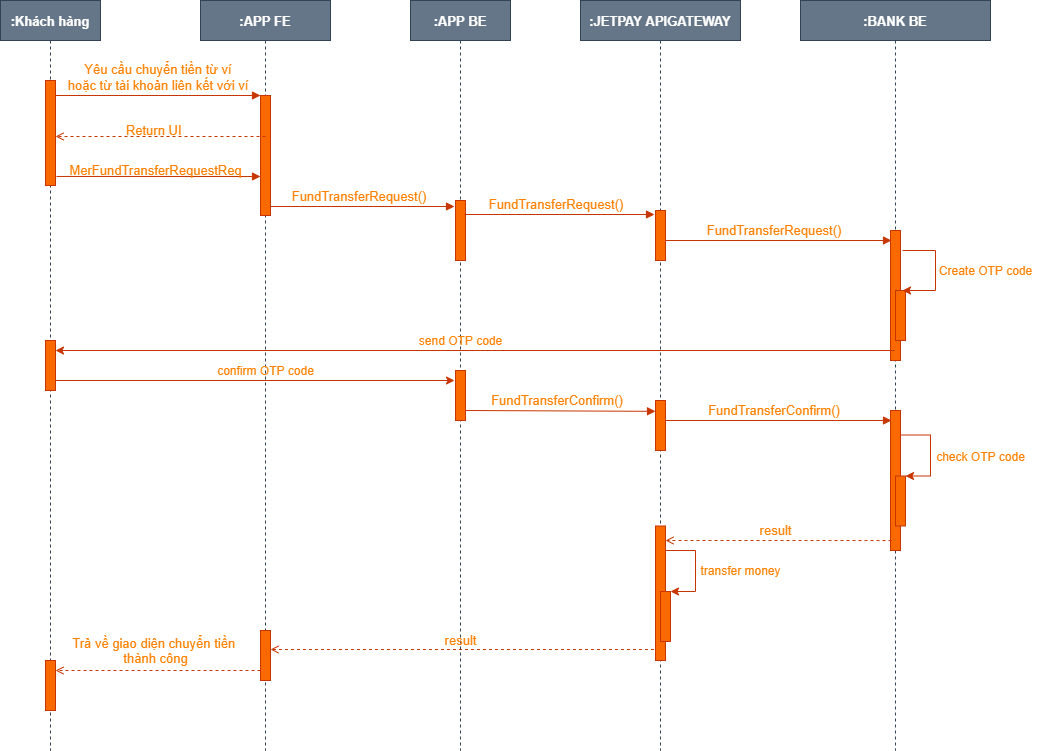 :Khách hàng
:APP FE
:APP BE
:JETPAY APIGATEWAY
:BANK BE
Yêu cầu chuyển tiền từ ví
hoặc từ tài khoản liên kết với ví
Return UI
MerFundTransferRequestReq
FundTransferRequest()
FundTransferRequest()
FundTransferRequest()
Create OTP code
send OTP code
confirm OTP code
FundTransferConfirm()
FundTransferConfirm()
check OTP code
result
transfer money
result
Trả về giao diện chuyển tiền
thành công